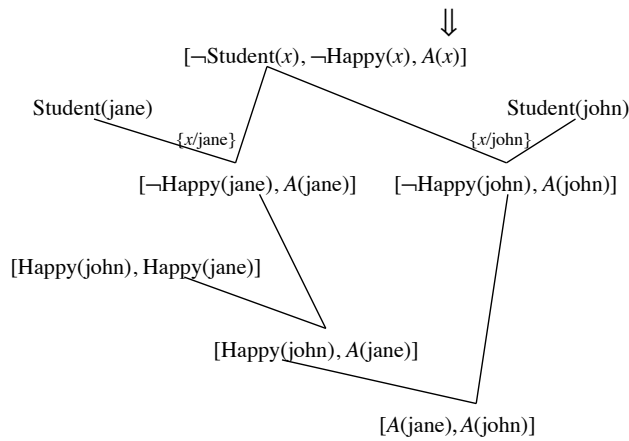 ⇓
[¬Student(x), ¬Happy(x), A(x)]
Student(jane) Student(john)
{x/jane} {x/john}
[¬Happy(jane), A(jane)] [¬Happy(john), A(john)]
[Happy(john), Happy(jane)]
[Happy(john), A(jane)]
[A(jane), A(john)]